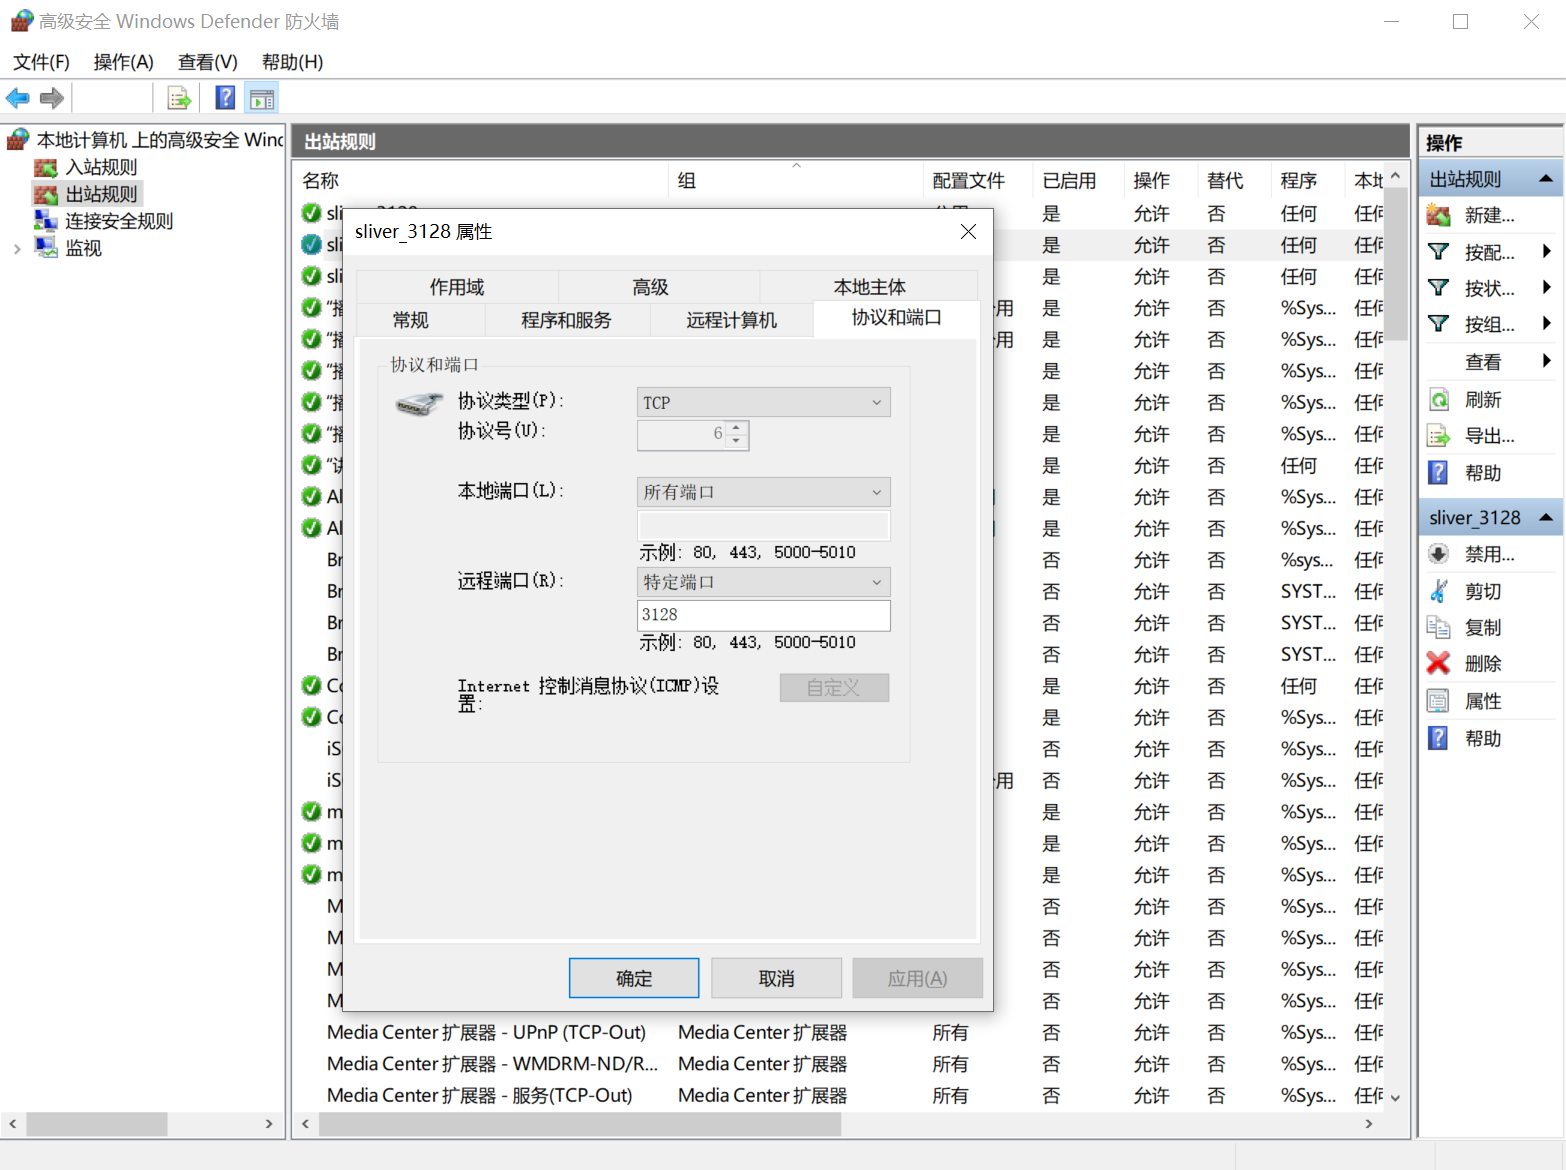 高级安全 Windows Defender 防火墙
文件(F) 操作(A) 查看(V) 帮助(H)
本地计算机 上的高级安全 Wind
入站规则
出站规则
连接安全规则
监视
出站规则
名称 组 配置文件 已启用 操作 替代 程序 本地
是 允许 否 任何 任何
是 允许 否 任何 任何
是 允许 否 任何 任何
是 允许 否 %Sys... 任何
是 允许 否 %Sys... 任何
是 允许 否 %Sys... 任何
是 允许 否 %Sys... 任何
是 允许 否 %Sys... 任何
是 允许 否 任何 任何
是 允许 否 %Sys... 任何
是 允许 否 %Sys... 任何
否 允许 否 %sys... 任何
否 允许 否 SYST... 任何
否 允许 否 SYST... 任何
否 允许 否 SYST... 任何
是 允许 否 任何 任何
是 允许 否 %Sys... 任何
否 允许 否 %Sys... 任何
否 允许 否 %Sys... 任何
是 允许 否 %Sys... 任何
是 允许 否 %Sys... 任何
是 允许 否 %Sys... 任何
否 允许 否 %Sys... 任何
否 允许 否 %Sys... 任何
否 允许 否 %Sys... 任何
否 允许 否 %Sys... 任何
Media Center 扩展器 - UPnP (TCP-Out) Media Center 扩展器 所有 否 允许 否 %Sys... 任何
Media Center 扩展器 - WMDRM-ND/R... Media Center 扩展器 所有 否 允许 否 %Sys... 任何
Media Center 扩展器 - 服务(TCP-Out) Media Center 扩展器 所有 否 允许 否 %Sys... 任何
sliver_3128 属性
作用域 高级 本地主体
常规 程序和服务 远程计算机 协议和端口
协议和端口
协议类型(P): TCP
协议号(U): 6
本地端口(L): 所有端口
示例: 80, 443, 5000-5010
远程端口(R): 特定端口
3128
示例: 80, 443, 5000-5010
Internet 控制消息协议(ICMP)设
置: 自定义
确定 取消 应用(A)
操作
出站规则
新建...
按配...
按状...
按组...
查看
刷新
导出...
帮助
sliver_3128
禁用...
剪切
复制
删除
属性
帮助